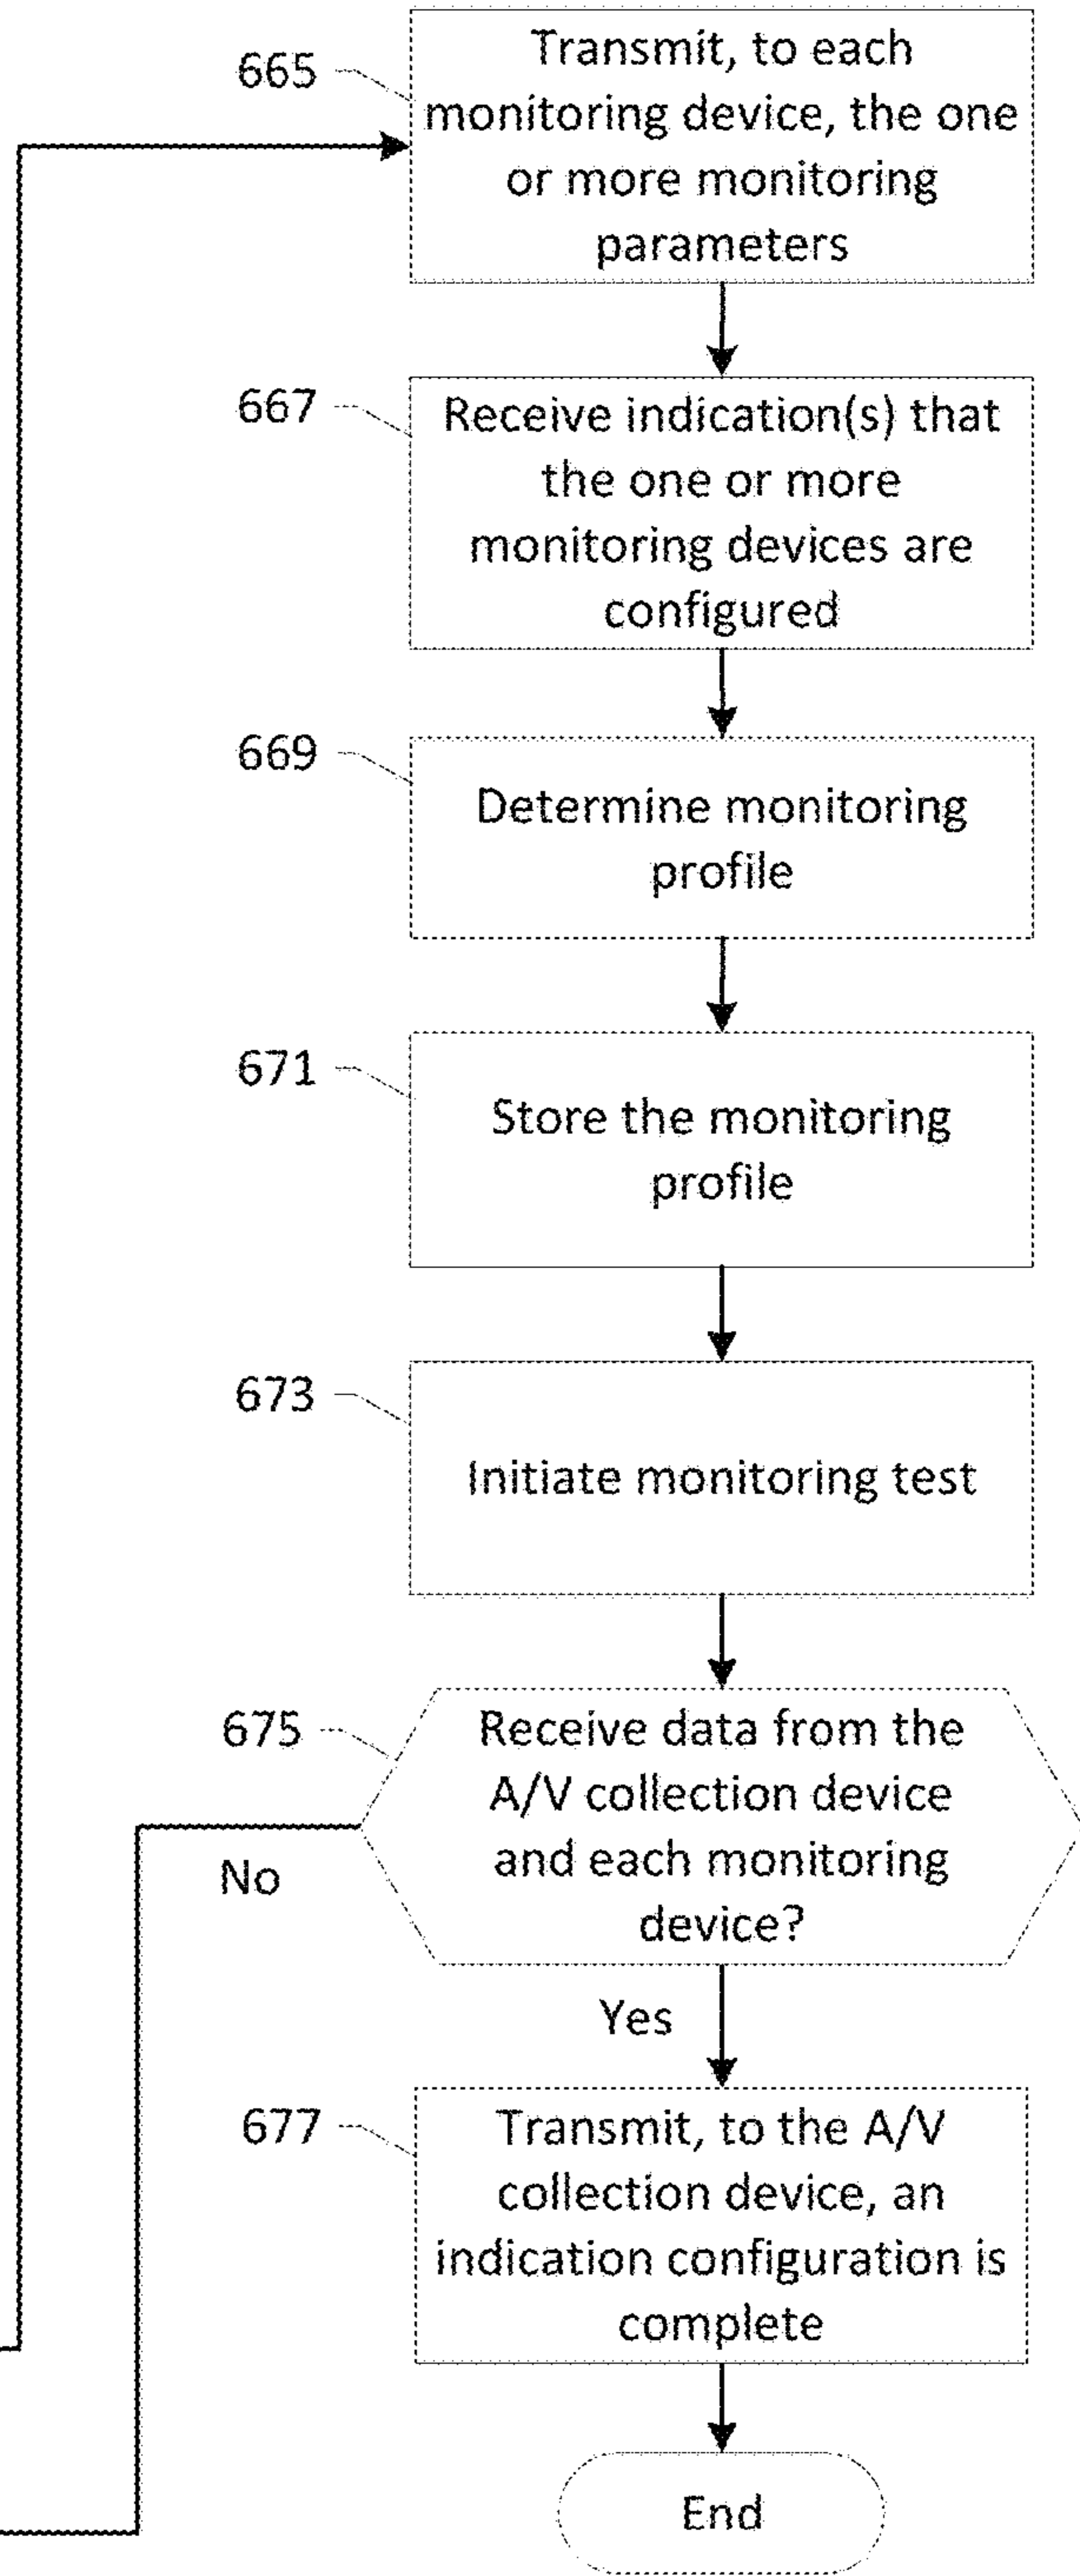 665
Transmit, to each
monitoring device, the one
or more monitoring
parameters
667
Receive indication(s) that
the one or more
monitoring devices are
configured
669
Determine monitoring
profile
671
Store the monitoring
profile
673
Initiate monitoring test
675
Receive data from the
A/V collection device
and each monitoring
device?
No
Yes
677
Transmit, to the A/V
collection device, an
indication configuration is
complete
End